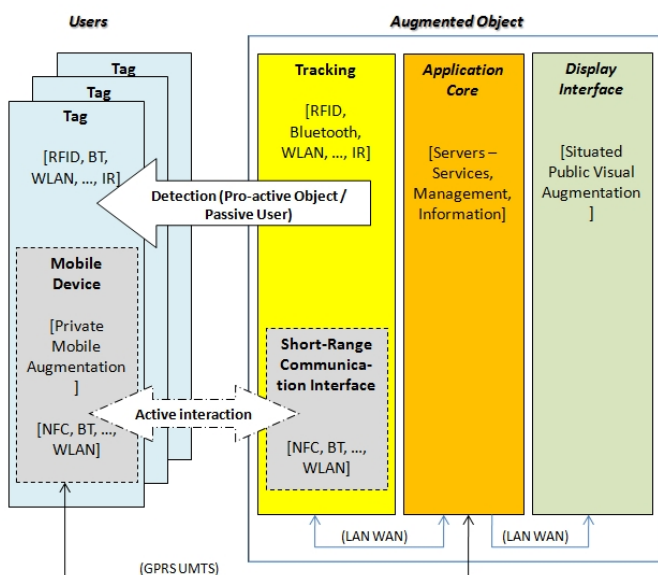 Users
Augmented Object
Tag
Tag
Tag
[RFID, BT,
WLAN, ..., IR]
Mobile
Device
[Private
Mobile
Augmentation
]
[NFC, BT, ...,
WLAN]
Tracking
[RFID,
Bluetooth,
WLAN, ..., IR]
Detection (Pro-active Object /
Passive User)
Short-Range
Communica-
tion Interface
Active interaction
[NFC, BT, ...,
WLAN]
Application
Core
[Servers –
Services,
Management,
Information]
Display
Interface
[Situated
Public Visual
Augmentation
]
(LAN WAN)
(LAN WAN)
(GPRS UMTS)